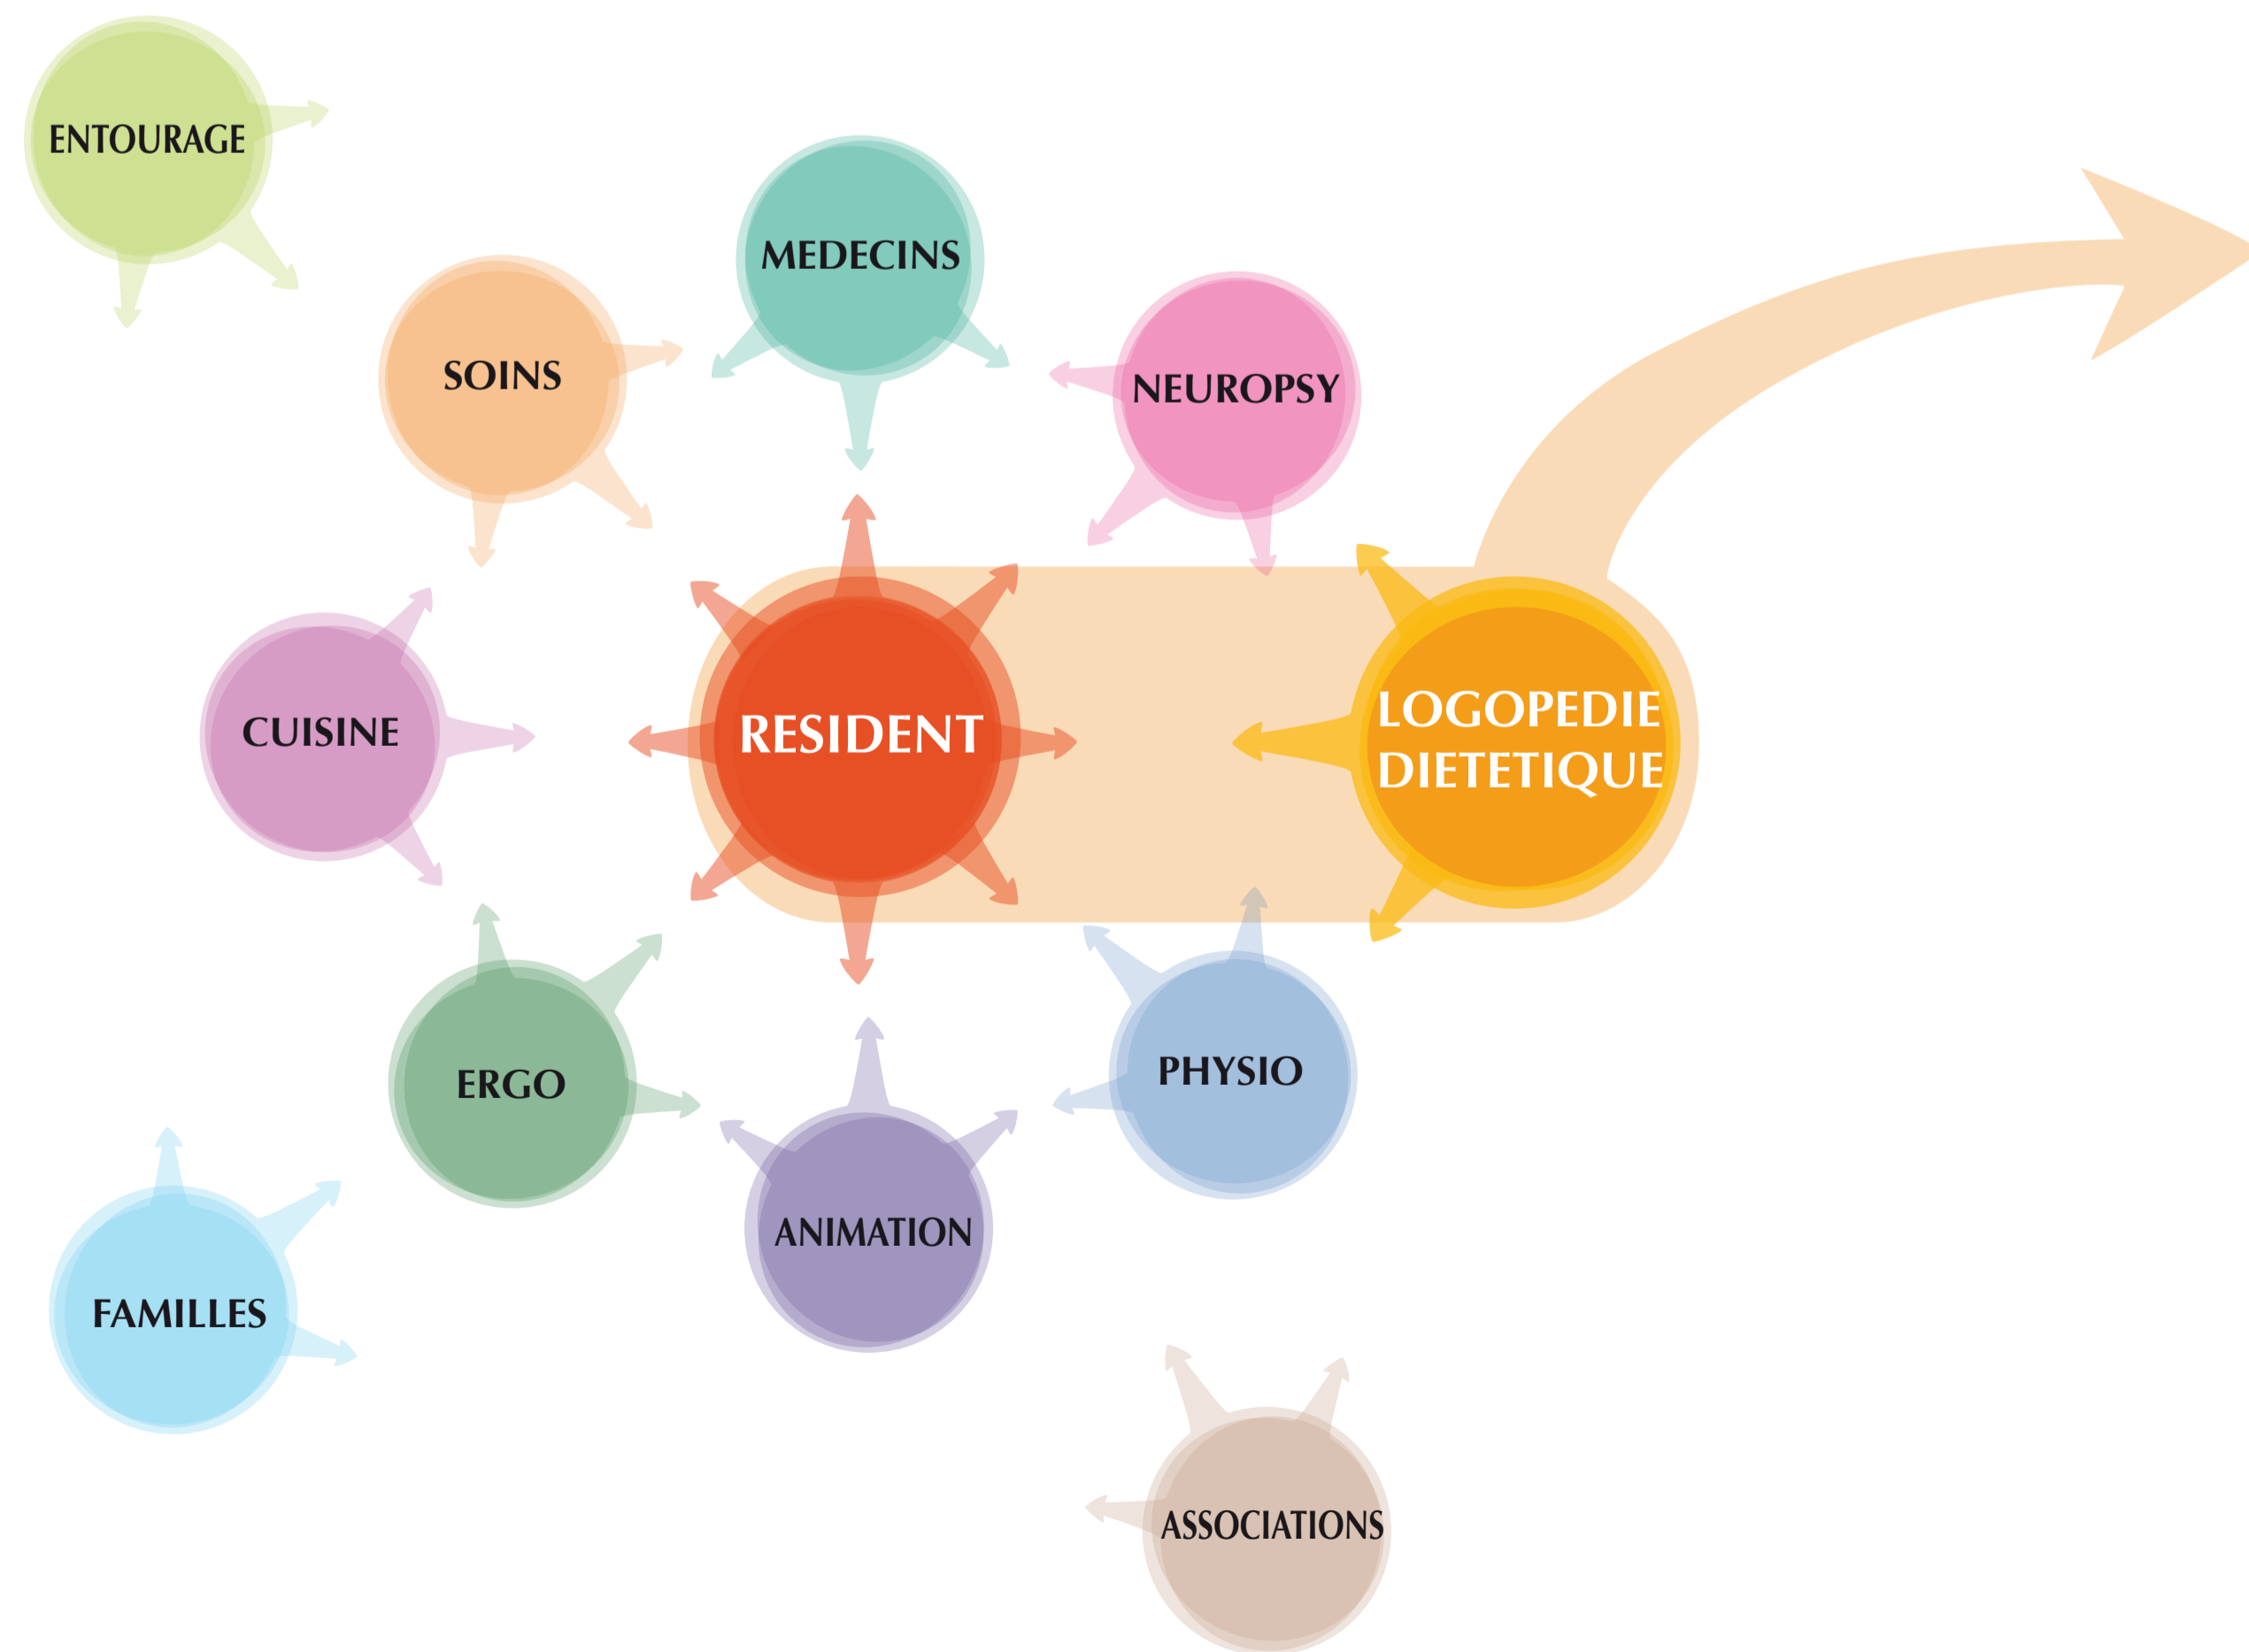 ENTOURAGE
MEDECINS
SOINS
NEUROPSY
CUISINE
RESIDENT
LOGOPEDIE
DIETETIQUE
ERGO
PHYSIO
ANIMATION
FAMILLES
ASSOCIATIONS